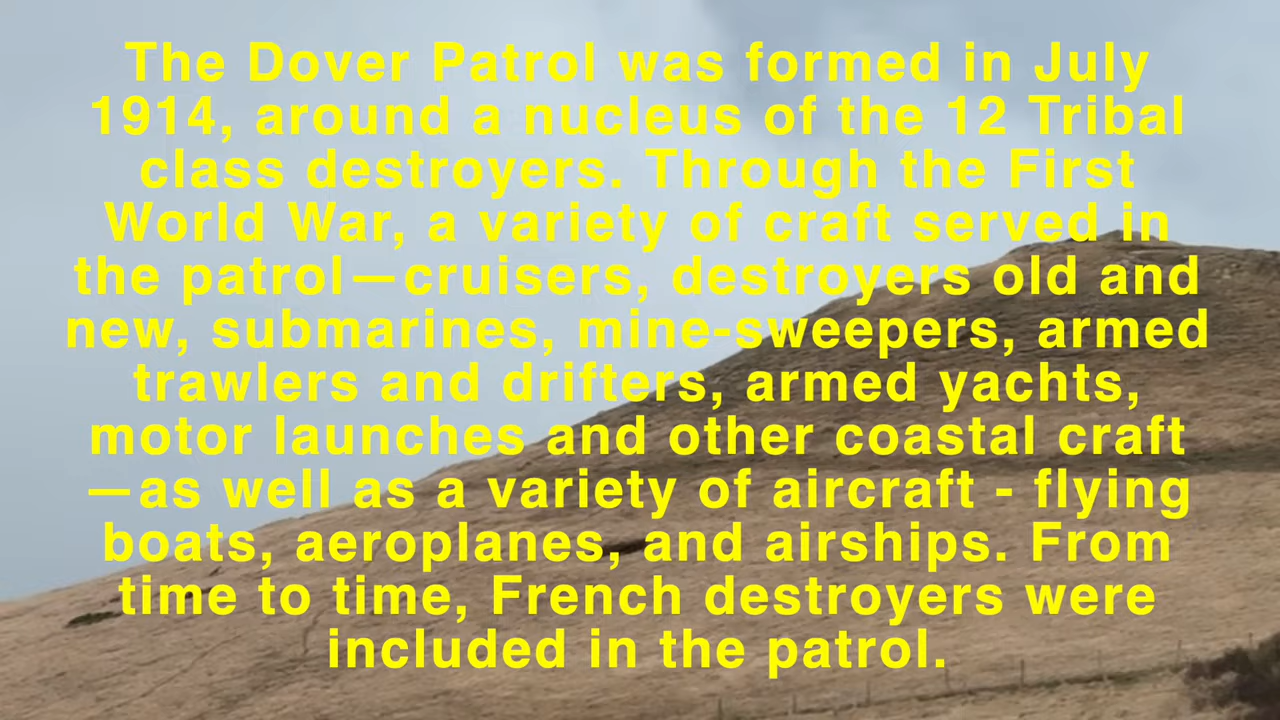 The Dover Patrol was formed in July
1914, around a nucleus of the 12 Tribal
class destroyers. Through the First
World War, a variety of craft served in
the patrol—cruisers, destroyers old and
new, submarines, mine-sweepers, armed
trawlers and drifters, armed yachts,
motor launches and other coastal craft
—as well as a variety of aircraft - flying
boats, aeroplanes, and airships. From
time to time, French destroyers were
included in the patrol.